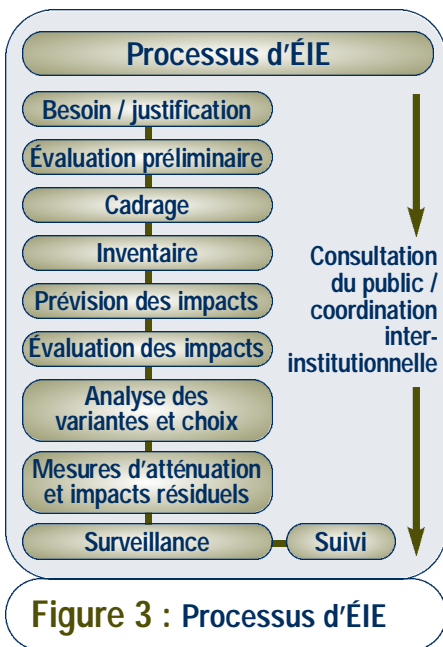 Processus d'ÉIE
Besoin / justification
Évaluation préliminaire
Cadrage
Inventaire
Prévision des impacts
Évaluation des impacts
Analyse des
variantes et choix
Mesures d'atténuation
et impacts résiduels
Surveillance
Suivi
Consultation
du public /
coordination
inter-
institutionnelle
Figure 3 : Processus d'ÉIE